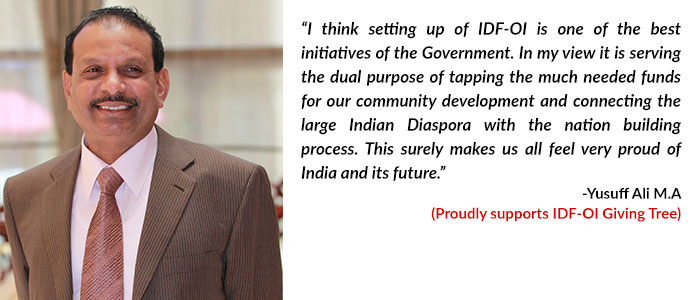 “I think setting up of IDF-OI is one of the best
initiatives of the Government. In my view it is serving
the dual purpose of tapping the much needed funds
for our community development and connecting the
large Indian Diaspora with the nation building
process. This surely makes us all feel very proud of
India and its future.”
-Yusuff Ali M.A
(Proudly supports IDF-OI Giving Tree)